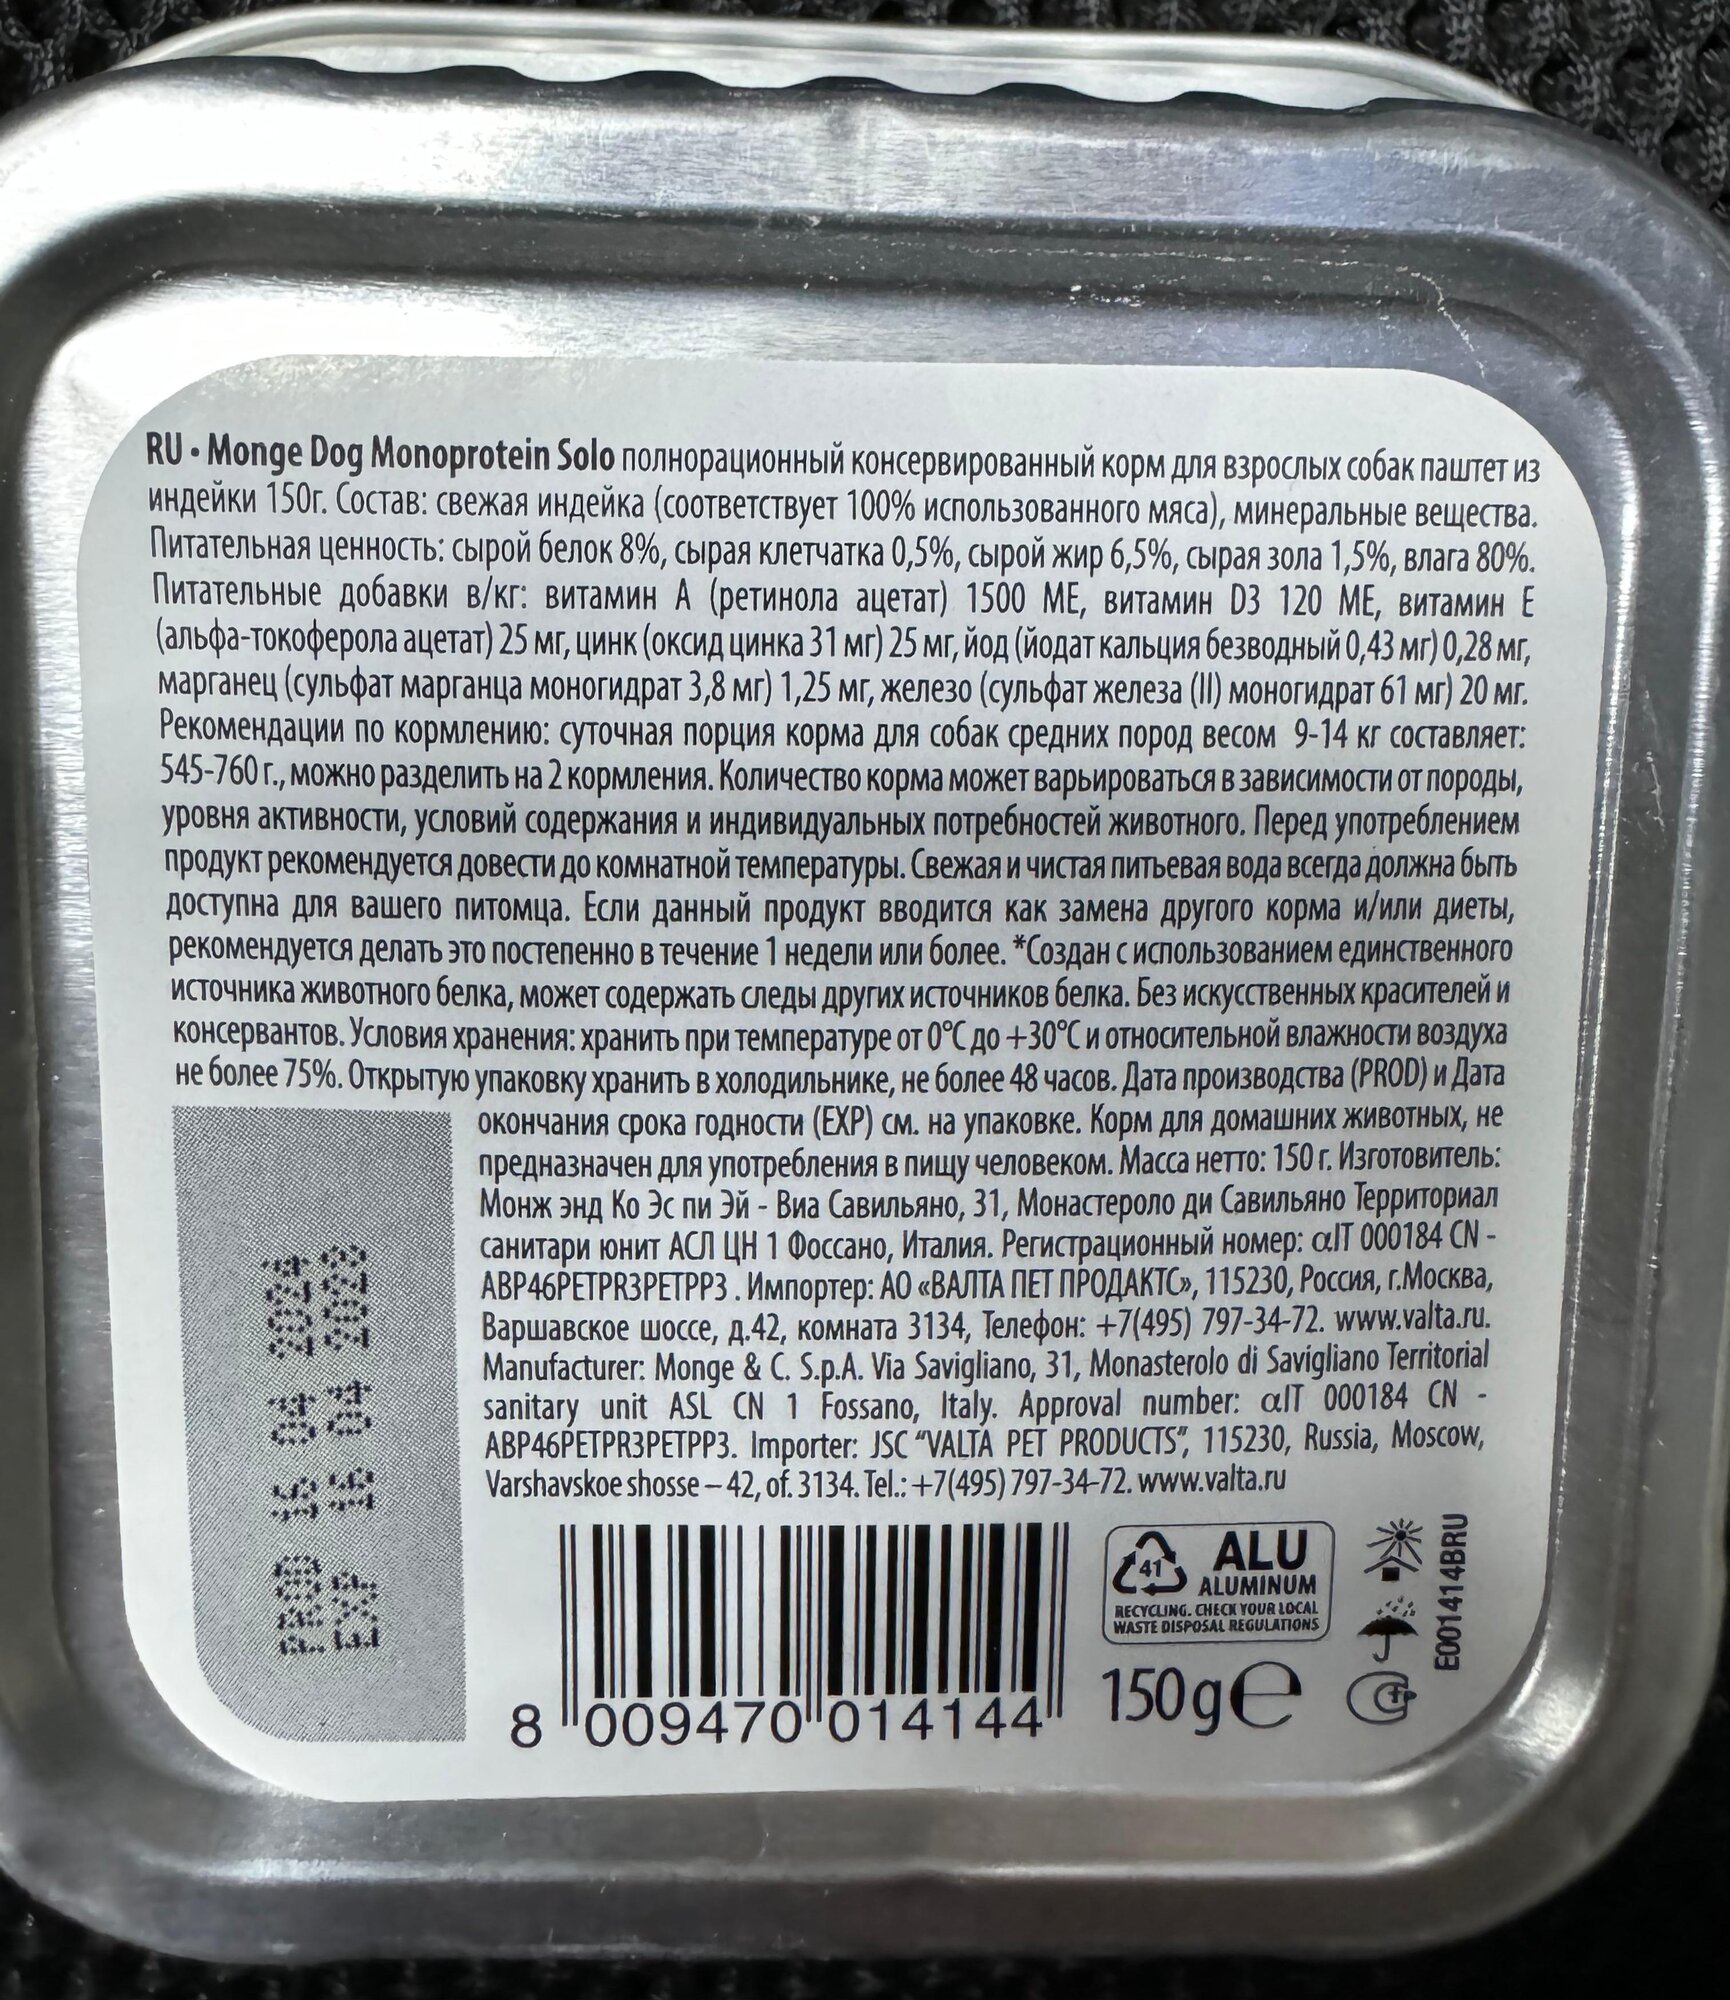 RU • Monge Dog Monoprotein Solo полнорационный консервированный корм для взрослых собак паштет из
индейки 150г. Состав: свежая индейка (соответствует 100% использованного мяса), минеральные вещества.
Питательная ценность: сырой белок 8%, сырая клетчатка 0,5%, сырой жир 6,5%, сырая зола 1,5%, влага 80%.
Питательные добавки в/кг: витамин А (ретинола ацетат) 1500 МЕ, витамин D3 120 МЕ, витамин Е
(альфа-токоферола ацетат) 25 мг, цинк (оксид цинка 31 мг) 25 мг, йод (йодат кальция безводный 0,43 мг) 0,28 мг,
марганец (сульфат марганца моногидрат 3,8 мг) 1,25 мг, железо (сульфат железа (II) моногидрат 61 мг) 20 мг.
Рекомендации по кормлению: суточная порция корма для собак средних пород весом 9-14 кг составляет:
545-760 г., можно разделить на 2 кормления. Количество корма может варьироваться в зависимости от породы,
уровня активности, условий содержания и индивидуальных потребностей животного. Перед употреблением
продукт рекомендуется довести до комнатной температуры. Свежая и чистая питьевая вода всегда должна быть
доступна для вашего питомца. Если данный продукт вводится как замена другого корма и/или диеты,
рекомендуется делать это постепенно в течение 1 недели или более. *Создан с использованием единственного
источника животного белка, может содержать следы других источников белка. Без искусственных красителей и
консервантов. Условия хранения: хранить при температуре от 0°С до +30°С и относительной влажности воздуха
не более 75%. Открытую упаковку хранить в холодильнике, не более 48 часов. Дата производства (PROD) и Дата
окончания срока годности (EXP) см. на упаковке. Корм для домашних животных, не
предназначен для употребления в пищу человеком. Масса нетто: 150 г. Изготовитель:
Монж энд Ко Эс пи Эй - Виа Савильяно, 31, Монастероло ди Савильяно Территориал
санитари юнит АСЛ ЦН 1 Фоссано, Италия. Регистрационный номер: αIT 000184 CN -
ABP46PETPR3PETPP3 . Импортер: АО «ВАЛТА ПЕТ ПРОДАКТС», 115230, Россия, г.Москва,
Варшавское шоссе, д.42, комната 3134, Телефон: +7(495) 797-34-72. www.valta.ru.
Manufacturer: Monge & C. S.p.A. Via Savigliano, 31, Monasterolo di Savigliano Territorial
sanitary unit ASL CN 1 Fossano, Italy. Approval number: αIT 000184 CN -
ABP46PETPR3PETPP3. Importer: JSC "VALTA PET PRODUCTS", 115230, Russia, Moscow,
Varshavskoe shosse – 42, of. 3134. Tel.: +7(495) 797-34-72. www.valta.ru
41 ALU
ALUMINUM
RECYCLING. CHECK YOUR LOCAL
WASTE DISPOSAL REGULATIONS
150g e
E001414BRU
8 009470 014144